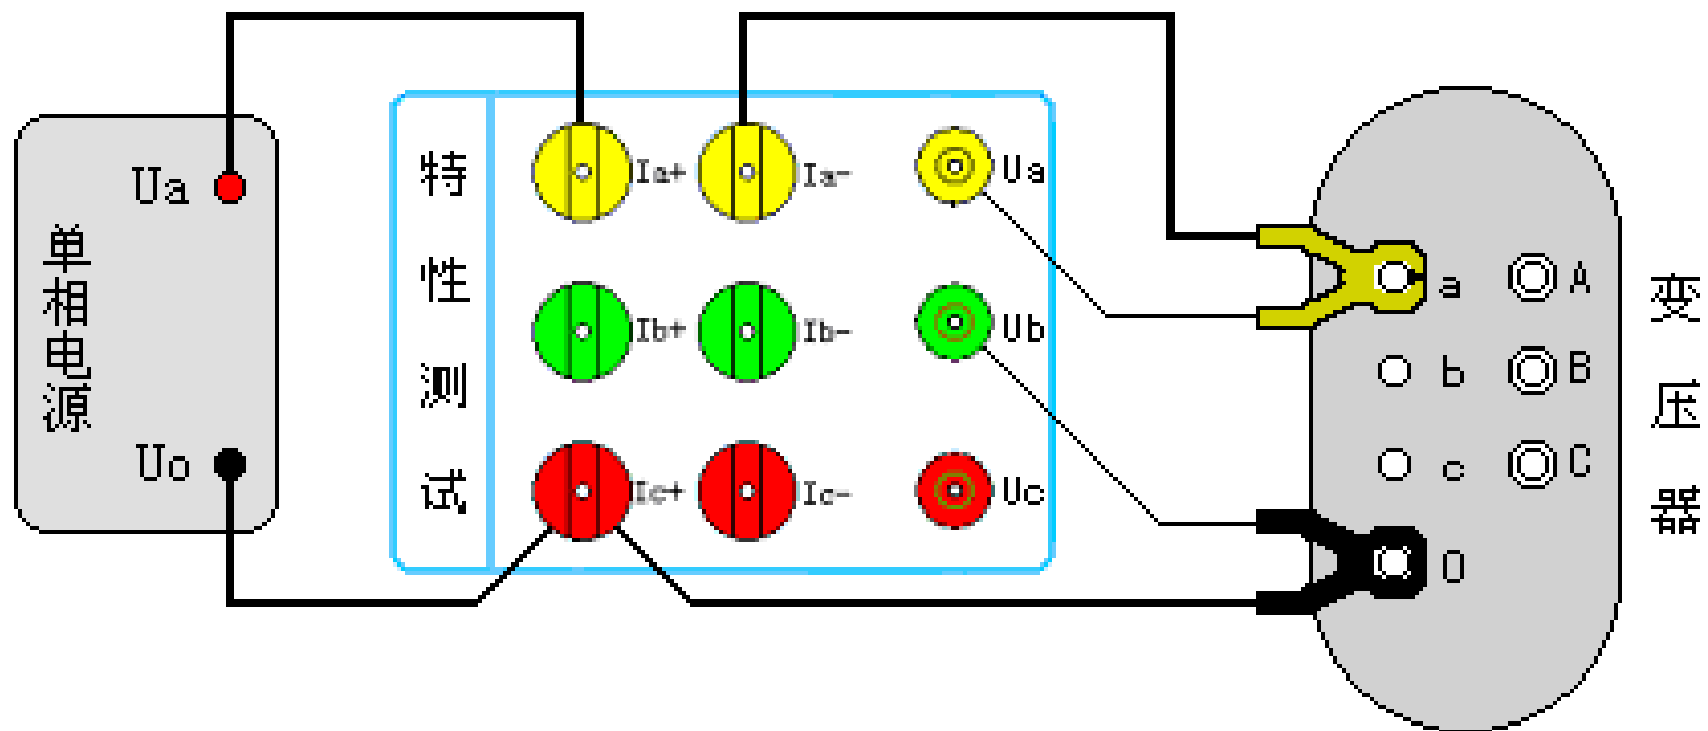 单相电源
Ua
Uo
特性测试
Ia+ Ia- Ua
Ib+ Ib- Ub
Ic+ Ic- Uc
a A
b B
c C
0
变压器